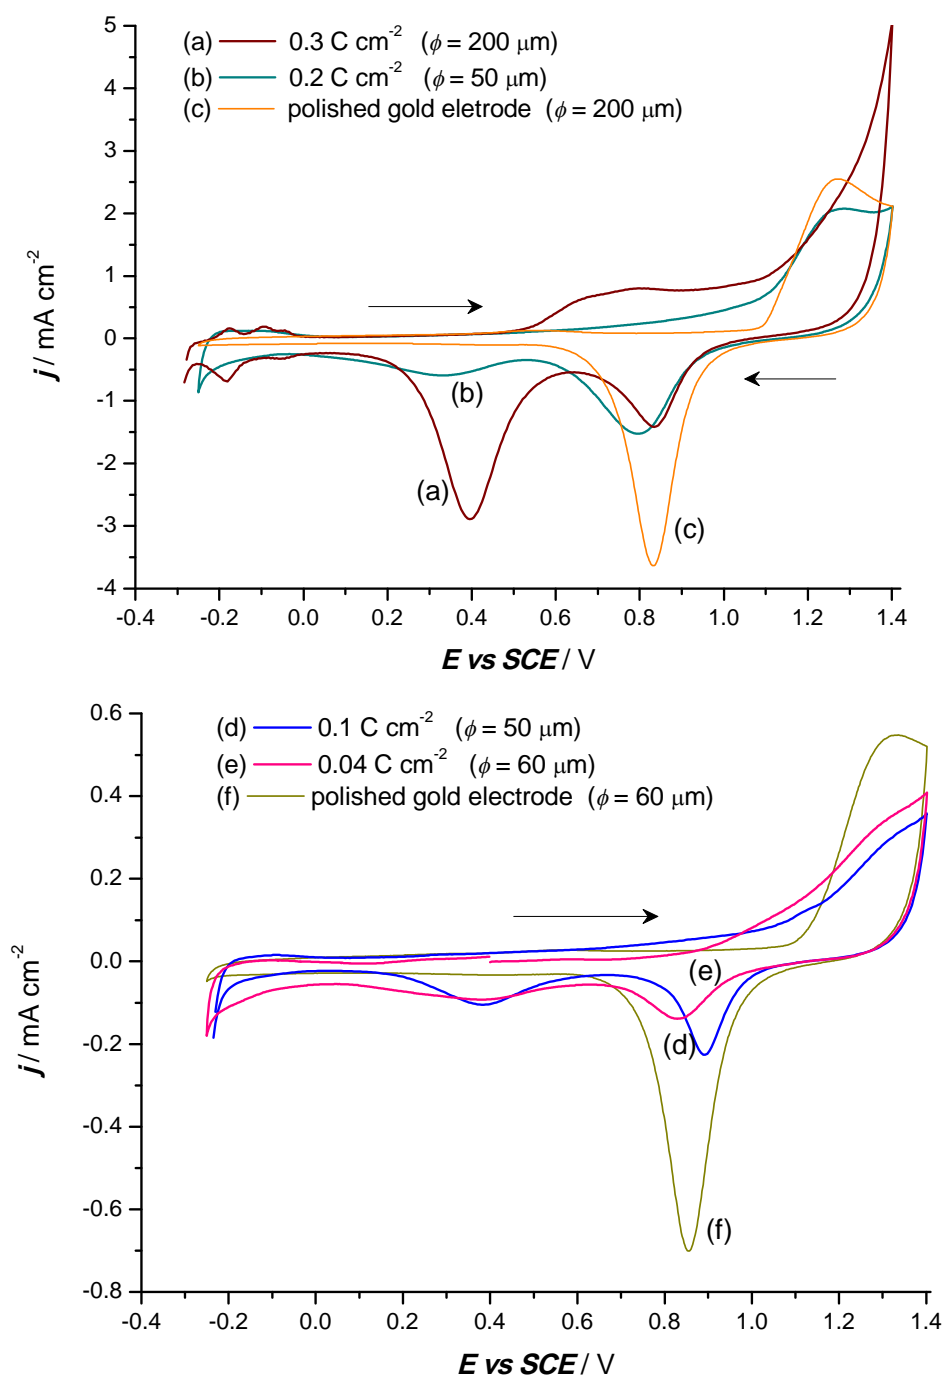 (a) 0.3 C cm-2 (ϕ = 200 μm)
(b) 0.2 C cm-2 (ϕ = 50 μm)
(c) polished gold eletrode (ϕ = 200 μm)
5
4
3
2
1
0
-1
-2
-3
-4
j / mA cm-2
(b)
(a)
(c)
-0.4 -0.2 0.0 0.2 0.4 0.6 0.8 1.0 1.2 1.4
E vs SCE / V
(d) 0.1 C cm-2 (ϕ = 50 μm)
(e) 0.04 C cm-2 (ϕ = 60 μm)
(f) polished gold electrode (ϕ = 60 μm)
0.6
0.4
0.2
0.0
-0.2
-0.4
-0.6
-0.8
j / mA cm-2
(e)
(d)
(f)
-0.4 -0.2 0.0 0.2 0.4 0.6 0.8 1.0 1.2 1.4
E vs SCE / V